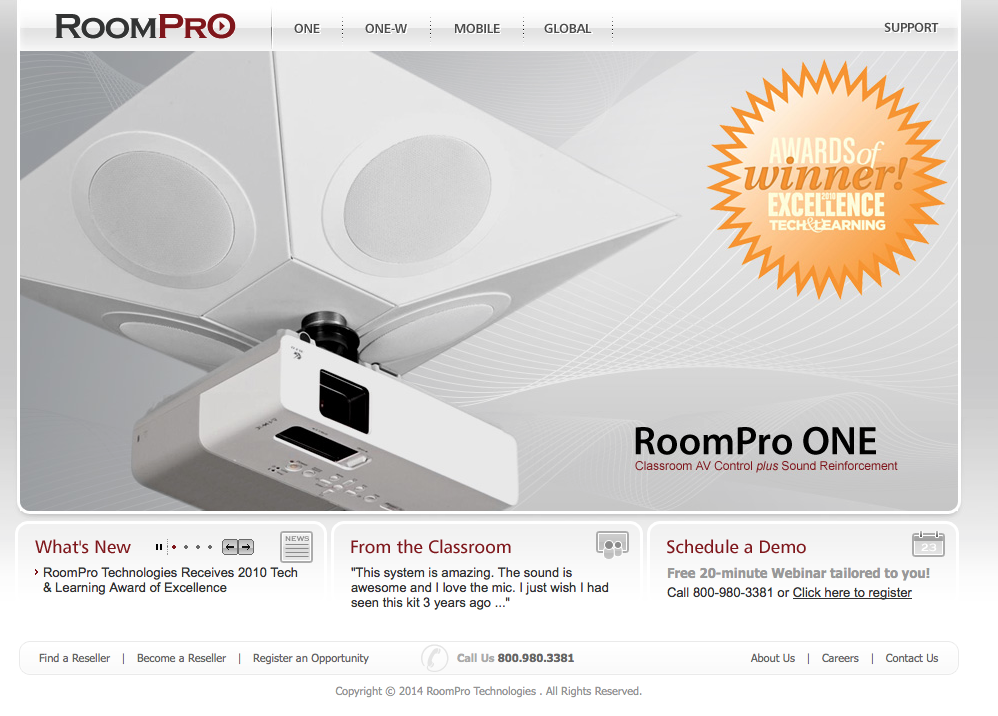 ROOMPRO
ONE
ONE-W
MOBILE
GLOBAL
SUPPORT
AWARDS of
winner!
2010
EXCELLENCE
TECH & LEARNING
RoomPro ONE
Classroom AV Control plus Sound Reinforcement
What's New
NEWS
RoomPro Technologies Receives 2010 Tech
& Learning Award of Excellence
From the Classroom
"This system is amazing. The sound is
awesome and I love the mic. I just wish I had
seen this kit 3 years ago ..."
Schedule a Demo
23
Free 20-minute Webinar tailored to you!
Call 800-980-3381 or Click here to register
Find a Reseller | Become a Reseller | Register an Opportunity
Call Us 800.980.3381
About Us | Careers | Contact Us
Copyright © 2014 RoomPro Technologies . All Rights Reserved.